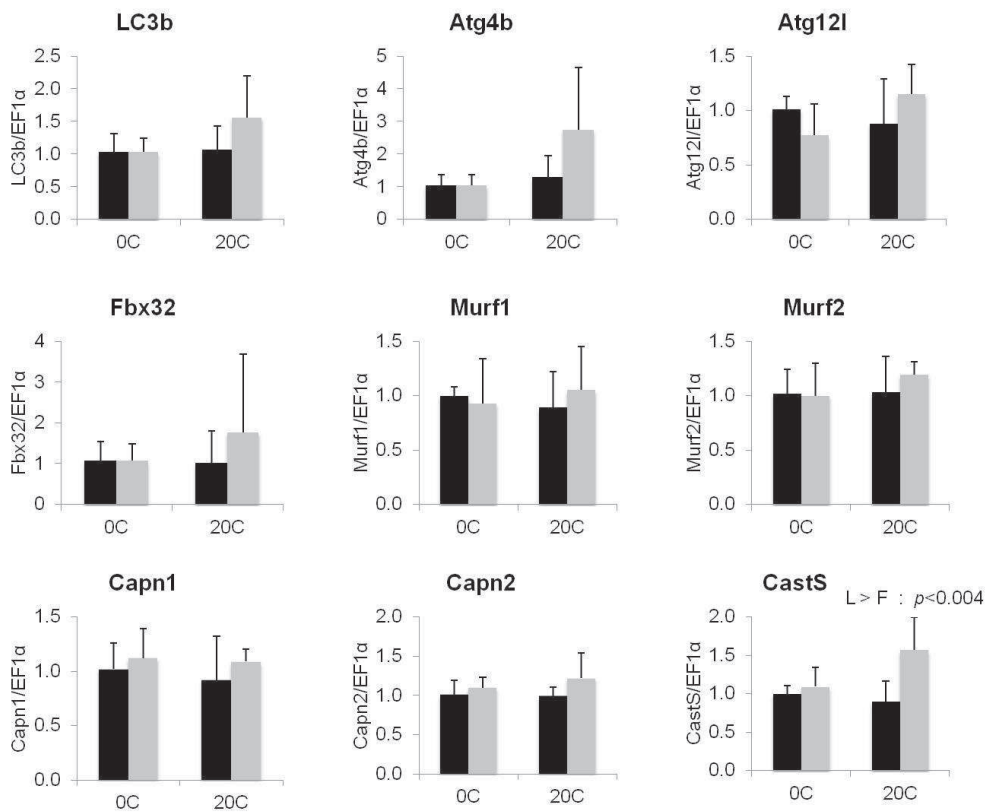 LC3b
LC3b/EF1α
2.5
2.0
1.5
1.0
0.5
0.0
0C 20C
Atg4b
Atg4b/EF1α
5
4
3
2
1
0
0C 20C
Atg12l
Atg12l/EF1α
1.5
1.0
0.5
0.0
0C 20C
Fbx32
Fbx32/EF1α
4
3
2
1
0
0C 20C
Murf1
Murf1/EF1α
1.5
1.0
0.5
0.0
0C 20C
Murf2
Murf2/EF1α
1.5
1.0
0.5
0.0
0C 20C
Capn1
Capn1/EF1α
1.5
1.0
0.5
0.0
0C 20C
Capn2
Capn2/EF1α
2.0
1.5
1.0
0.5
0.0
0C 20C
CastS
L > F : p<0.004
CastS/EF1α
2.0
1.5
1.0
0.5
0.0
0C 20C